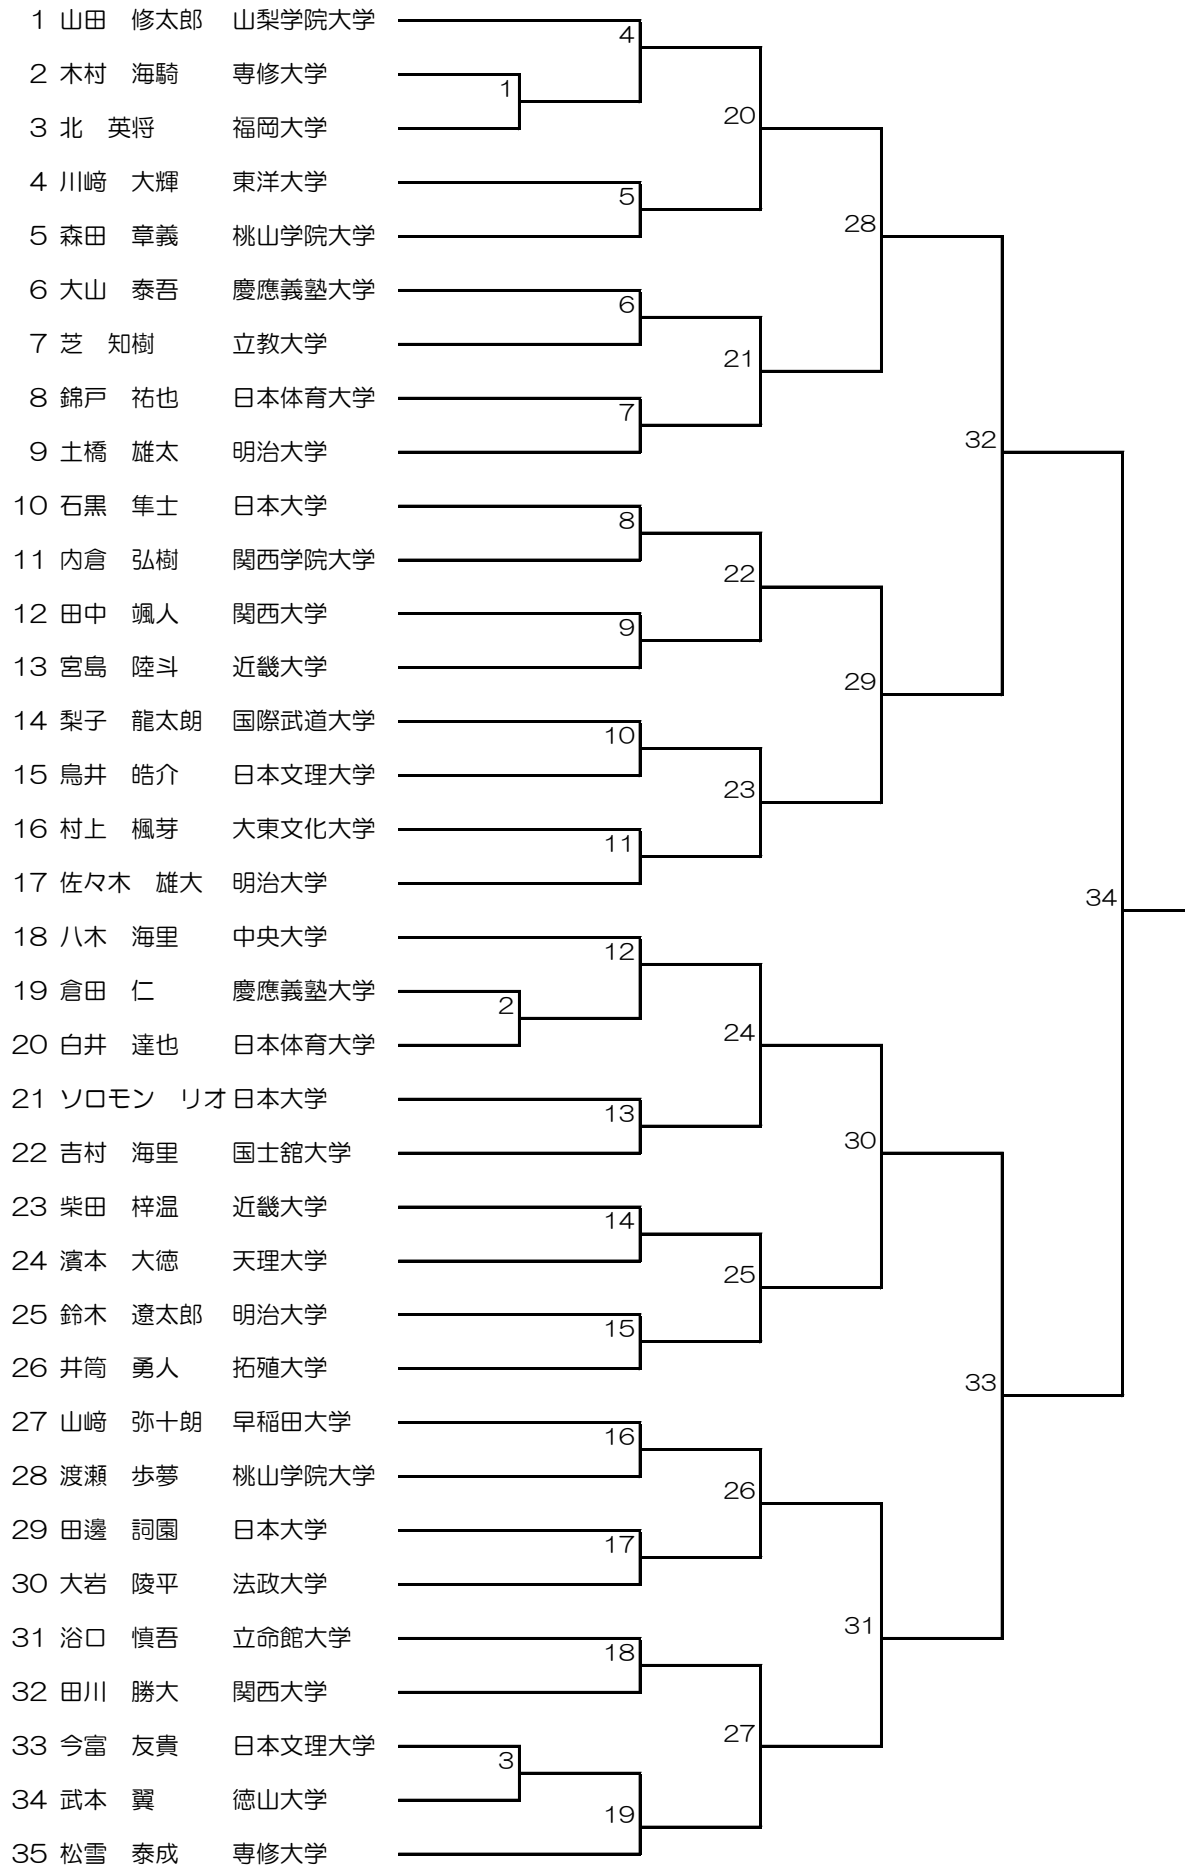 1 山田　修太郎　山梨学院大学
4
2 木村　海騎　専修大学
1
20
3 北　英将　福岡大学
4 川﨑　大輝　東洋大学
5
28
5 森田　章義　桃山学院大学
6 大山　泰吾　慶應義塾大学
6
7 芝　知樹　立教大学
21
8 錦戸　祐也　日本体育大学
7
32
9 土橋　雄太　明治大学
10 石黒　隼士　日本大学
8
11 内倉　弘樹　関西学院大学
22
12 田中　颯人　関西大学
9
13 宮島　陸斗　近畿大学
29
14 梨子　龍太朗　国際武道大学
10
15 鳥井　皓介　日本文理大学
23
16 村上　楓芽　大東文化大学
11
17 佐々木　雄大　明治大学
34
18 八木　海里　中央大学
12
19 倉田　仁　慶應義塾大学
2
24
20 白井　達也　日本体育大学
21 ソロモン　リオ 日本大学
13
30
22 吉村　海里　国士舘大学
23 柴田　梓温　近畿大学
14
24 濱本　大徳　天理大学
25
25 鈴木　遼太郎　明治大学
15
26 井筒　勇人　拓殖大学
33
27 山﨑　弥十朗　早稲田大学
16
28 渡瀬　歩夢　桃山学院大学
26
29 田邊　詞園　日本大学
17
30 大岩　陵平　法政大学
31
31 浴口　慎吾　立命館大学
18
32 田川　勝大　関西大学
27
33 今富　友貴　日本文理大学
3
34 武本　翼　徳山大学
19
35 松雪　泰成　専修大学